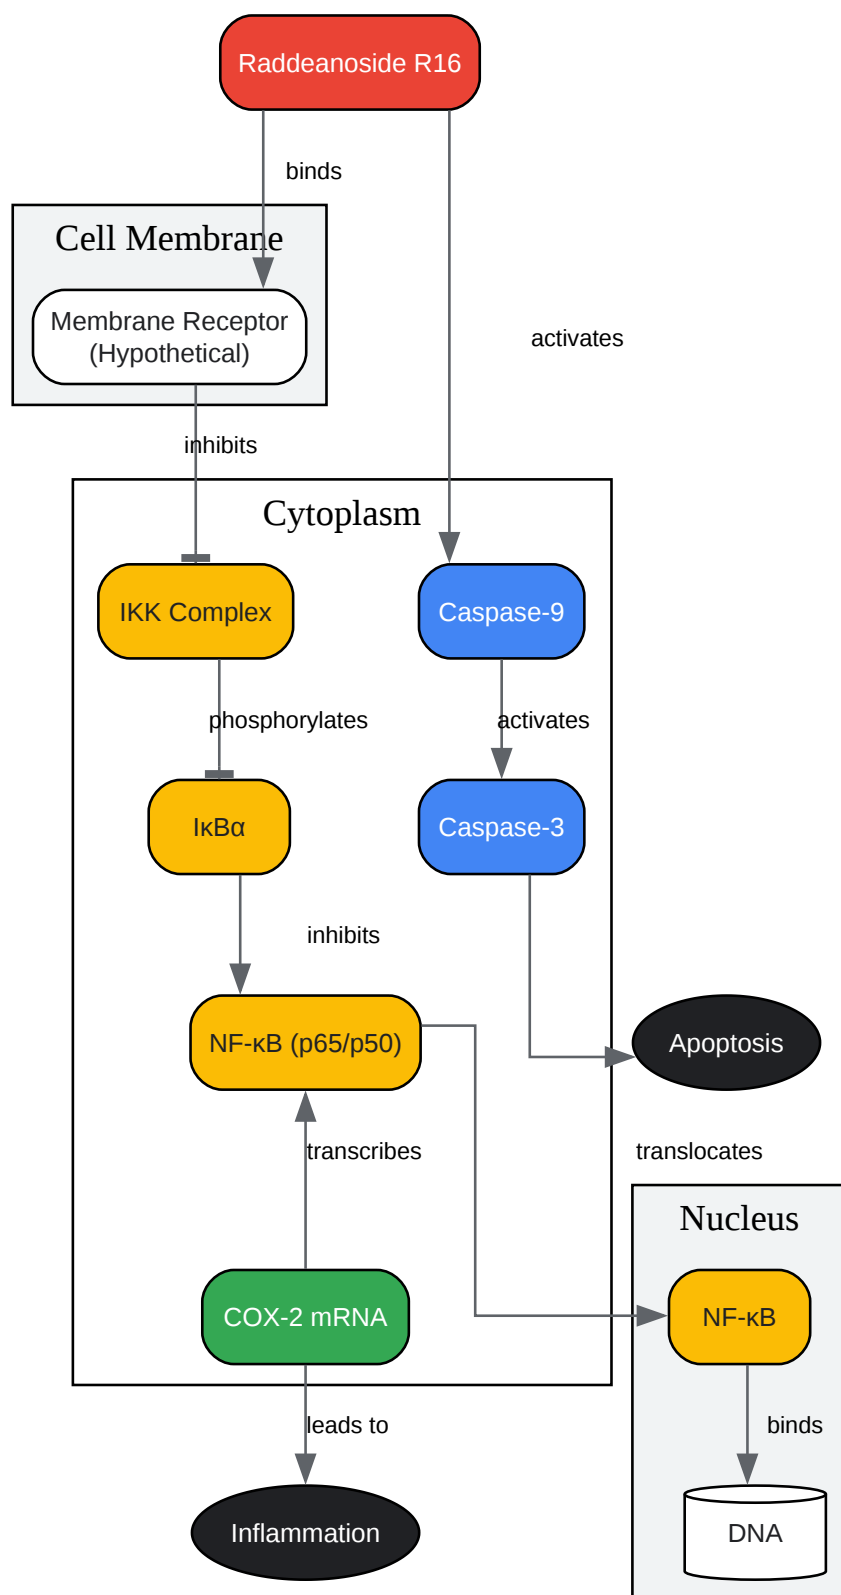 Raddeanoside R16
binds
Cell Membrane
Membrane Receptor
(Hypothetical)
activates
inhibits
Cytoplasm
IKK Complex
Caspase-9
phosphorylates
activates
IκBα
Caspase-3
inhibits
NF-κB (p65/p50)
Apoptosis
transcribes
translocates
Nucleus
COX-2 mRNA
NF-κB
leads to
binds
Inflammation
DNA